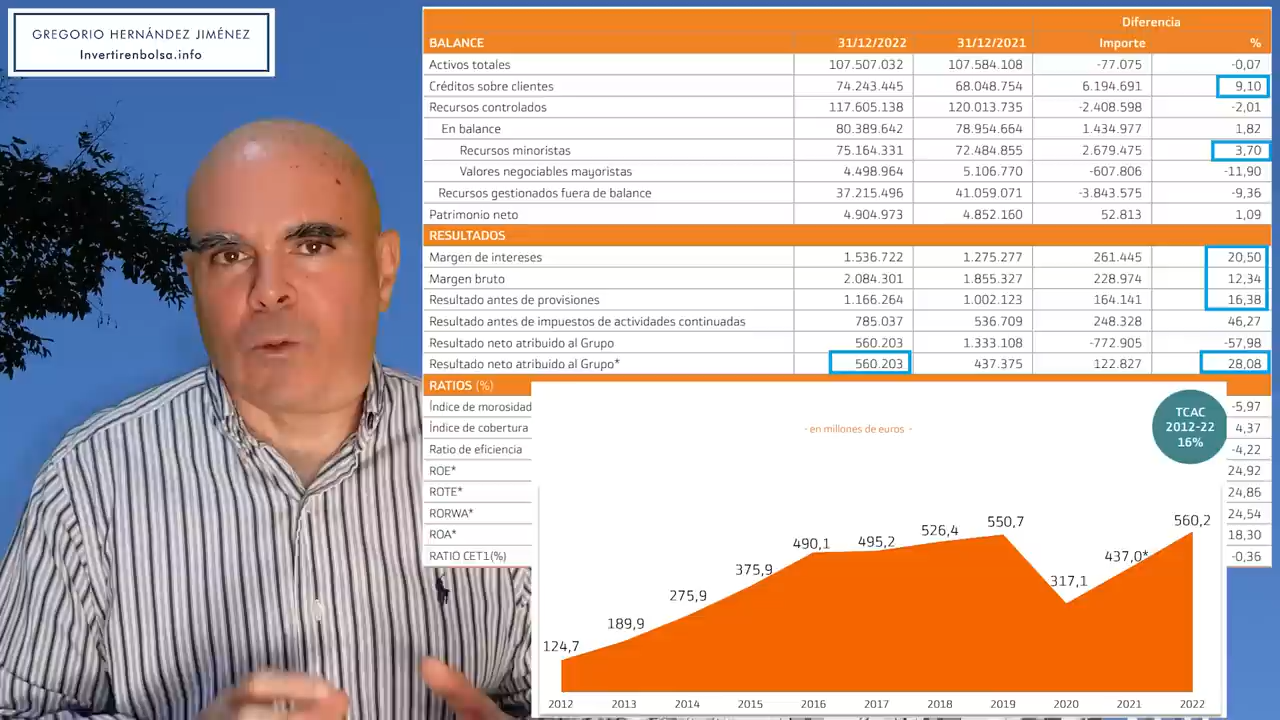 GREGORIO HERNÁNDEZ JIMÉNEZ
Invertirenbolsa.info
Diferencia
BALANCE 31/12/2022 31/12/2021 Importe %
Activos totales 107.507.032 107.584.108 -77.075 -0,07
Créditos sobre clientes 74.243.445 68.048.754 6.194.691 9,10
Recursos controlados 117.605.138 120.013.735 -2.408.598 -2,01
En balance 80.389.642 78.954.664 1.434.977 1,82
Recursos minoristas 75.164.331 72.484.855 2.679.475 3,70
Valores negociables mayoristas 4.498.964 5.106.770 -607.806 -11,90
Recursos gestionados fuera de balance 37.215.496 41.059.071 -3.843.575 -9,36
Patrimonio neto 4.904.973 4.852.160 52.813 1,09
RESULTADOS
Margen de intereses 1.536.722 1.275.277 261.445 20,50
Margen bruto 2.084.301 1.855.327 228.974 12,34
Resultado antes de provisiones 1.166.264 1.002.123 164.141 16,38
Resultado antes de impuestos de actividades continuadas 785.037 536.709 248.328 46,27
Resultado neto atribuido al Grupo 560.203 1.333.108 -772.905 -57,98
Resultado neto atribuido al Grupo* 560.203 437.375 122.827 28,08
RATIOS (%)
Índice de morosidad -5,97
Índice de cobertura 4,37
Ratio de eficiencia -4,22
ROE* 24,92
ROTE* 24,86
RORWA* 24,54
ROA* 18,30
RATIO CET1(%) -0,36
- en millones de euros -
TCAC
2012-22
16%
124,7 189,9 275,9 375,9 490,1 495,2 526,4 550,7 317,1 437,0* 560,2
2012 2013 2014 2015 2016 2017 2018 2019 2020 2021 2022